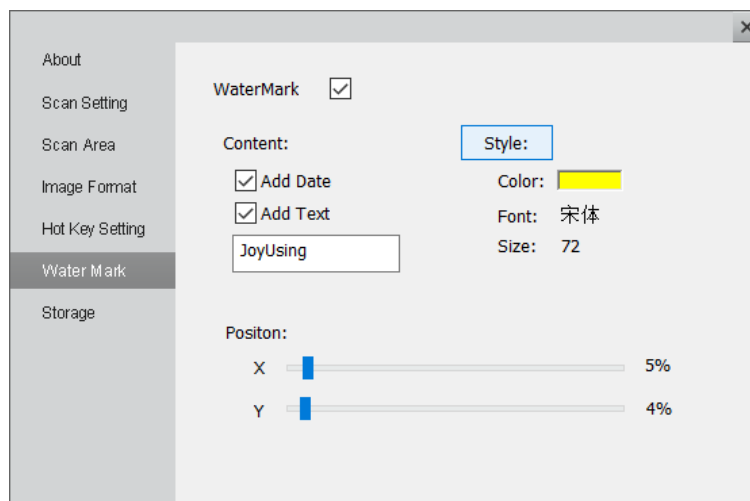 About
Scan Setting
Scan Area
Image Format
Hot Key Setting
Water Mark
Storage
WaterMark
Content:
Add Date
Add Text
JoyUsing
Style:
Color:
Font: 宋体
Size: 72
Positon:
X 5%
Y 4%